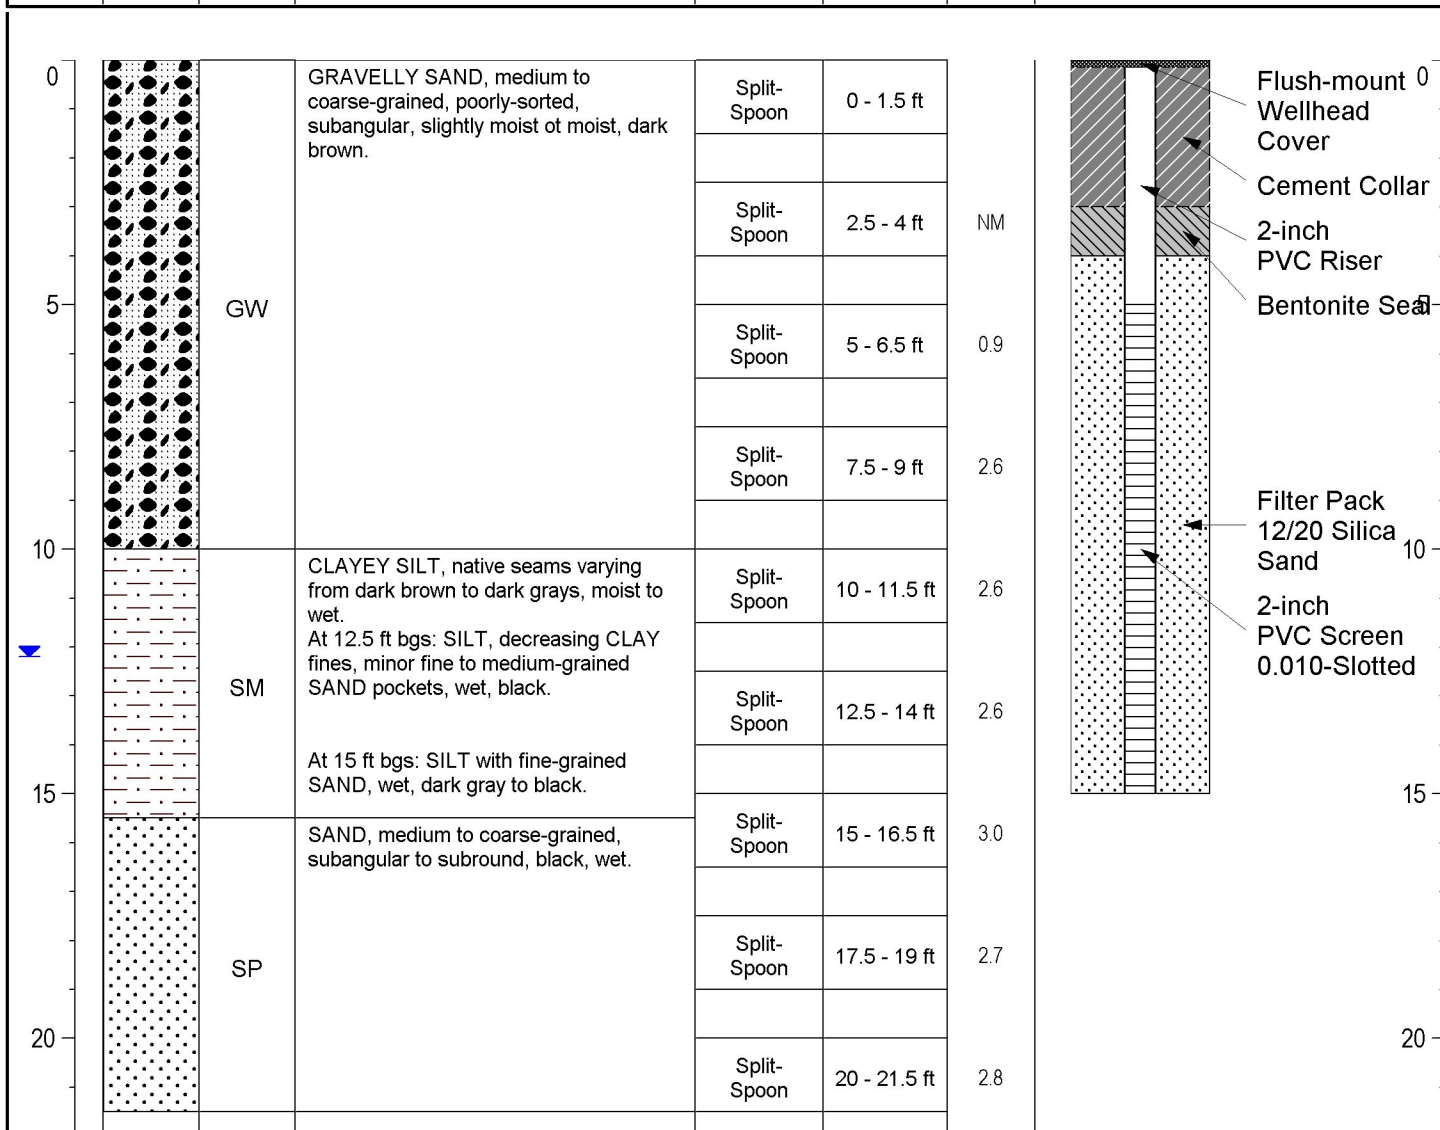 0
5
10
15
20
GW
SM
SP
GRAVELLY SAND, medium to
coarse-grained, poorly-sorted,
subangular, slightly moist ot moist, dark
brown.
CLAYEY SILT, native seams varying
from dark brown to dark grays, moist to
wet.
At 12.5 ft bgs: SILT, decreasing CLAY
fines, minor fine to medium-grained
SAND pockets, wet, black.
At 15 ft bgs: SILT with fine-grained
SAND, wet, dark gray to black.
SAND, medium to coarse-grained,
subangular to subround, black, wet.
Split-
Spoon
0 - 1.5 ft
Split-
Spoon
2.5 - 4 ft
NM
Split-
Spoon
5 - 6.5 ft
0.9
Split-
Spoon
7.5 - 9 ft
2.6
Split-
Spoon
10 - 11.5 ft
2.6
Split-
Spoon
12.5 - 14 ft
2.6
Split-
Spoon
15 - 16.5 ft
3.0
Split-
Spoon
17.5 - 19 ft
2.7
Split-
Spoon
20 - 21.5 ft
2.8
Flush-mount
Wellhead
Cover
Cement Collar
2-inch
PVC Riser
Bentonite Seal
Filter Pack
12/20 Silica
Sand
2-inch
PVC Screen
0.010-Slotted
0
5
10
15
20